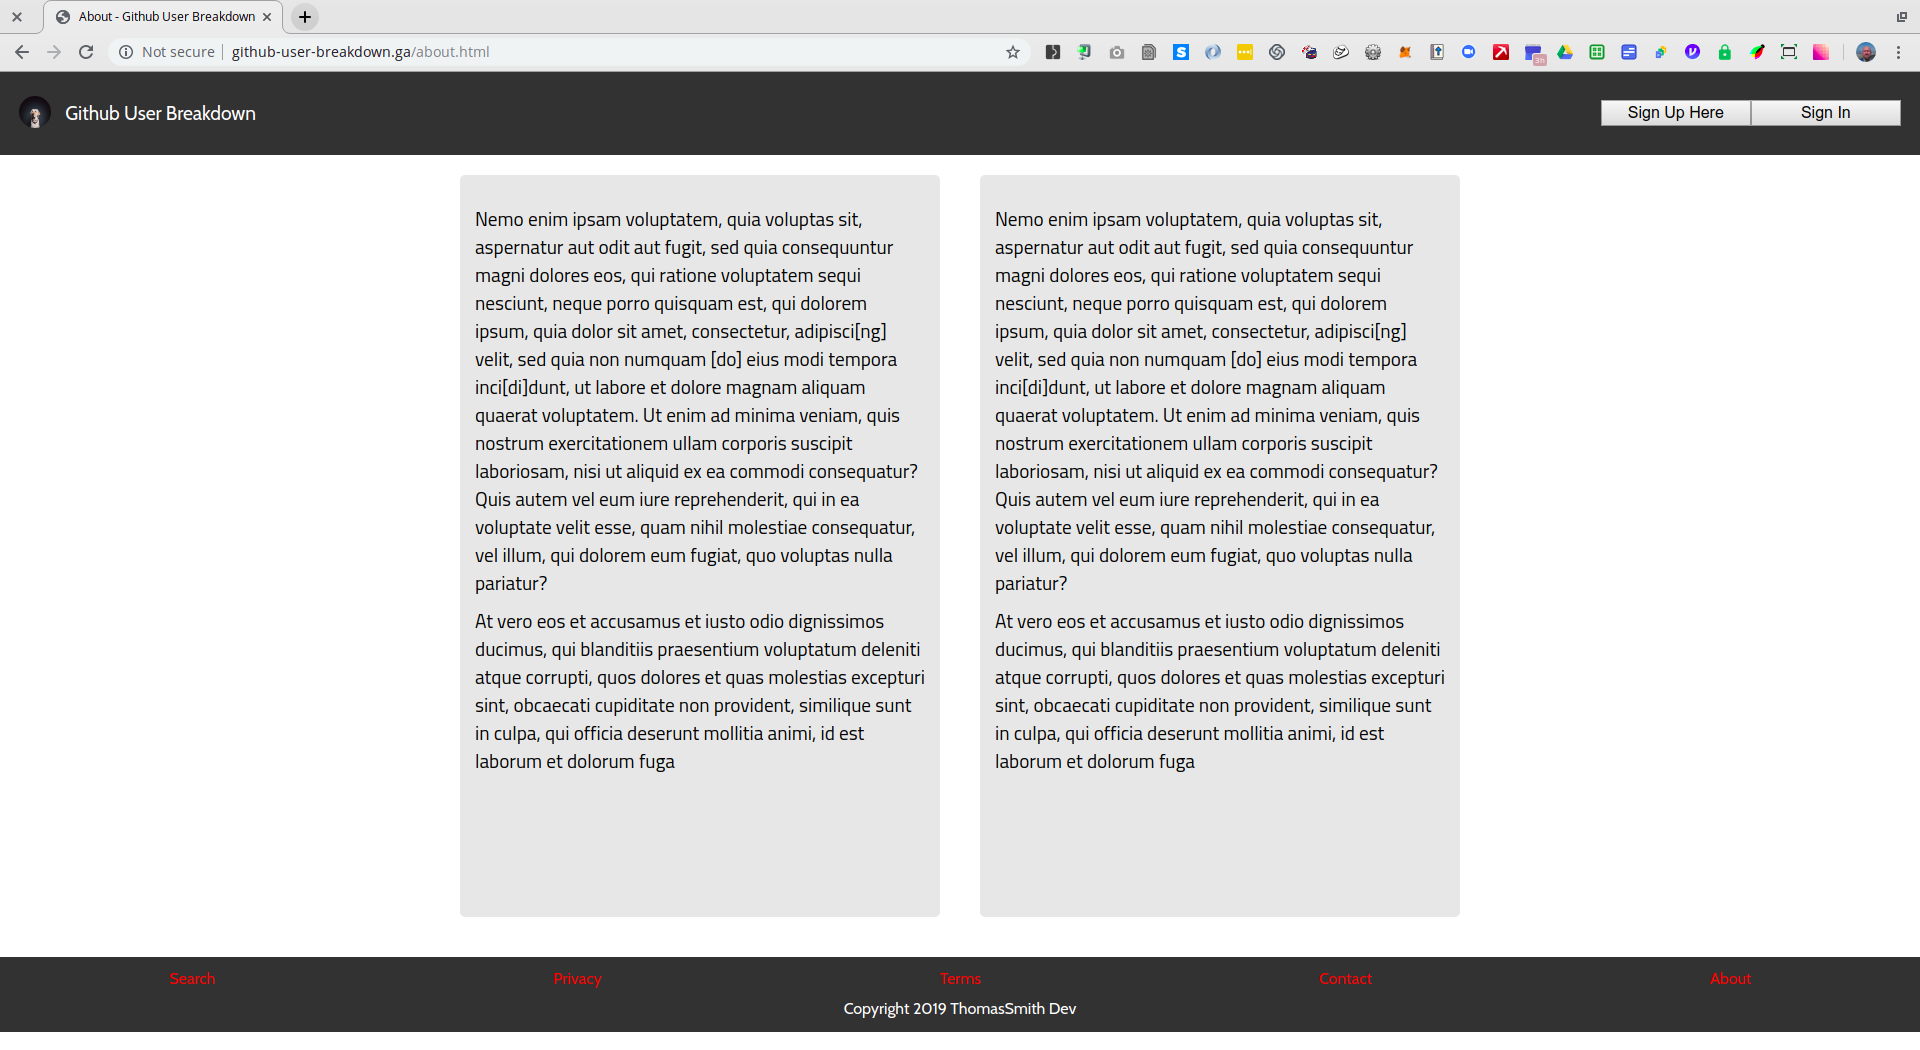 About - Github User Breakdown
Not secure github-user-breakdown.ga/about.html
3h
Github User Breakdown
Sign Up Here Sign In
Nemo enim ipsam voluptatem, quia voluptas sit,
aspernatur aut odit aut fugit, sed quia consequuntur
magni dolores eos, qui ratione voluptatem sequi
nesciunt, neque porro quisquam est, qui dolorem
ipsum, quia dolor sit amet, consectetur, adipisci[ng]
velit, sed quia non numquam [do] eius modi tempora
inci[di]dunt, ut labore et dolore magnam aliquam
quaerat voluptatem. Ut enim ad minima veniam, quis
nostrum exercitationem ullam corporis suscipit
laboriosam, nisi ut aliquid ex ea commodi consequatur?
Quis autem vel eum iure reprehenderit, qui in ea
voluptate velit esse, quam nihil molestiae consequatur,
vel illum, qui dolorem eum fugiat, quo voluptas nulla
pariatur?
At vero eos et accusamus et iusto odio dignissimos
ducimus, qui blanditiis praesentium voluptatum deleniti
atque corrupti, quos dolores et quas molestias excepturi
sint, obcaecati cupiditate non provident, similique sunt
in culpa, qui officia deserunt mollitia animi, id est
laborum et dolorum fuga
Nemo enim ipsam voluptatem, quia voluptas sit,
aspernatur aut odit aut fugit, sed quia consequuntur
magni dolores eos, qui ratione voluptatem sequi
nesciunt, neque porro quisquam est, qui dolorem
ipsum, quia dolor sit amet, consectetur, adipisci[ng]
velit, sed quia non numquam [do] eius modi tempora
inci[di]dunt, ut labore et dolore magnam aliquam
quaerat voluptatem. Ut enim ad minima veniam, quis
nostrum exercitationem ullam corporis suscipit
laboriosam, nisi ut aliquid ex ea commodi consequatur?
Quis autem vel eum iure reprehenderit, qui in ea
voluptate velit esse, quam nihil molestiae consequatur,
vel illum, qui dolorem eum fugiat, quo voluptas nulla
pariatur?
At vero eos et accusamus et iusto odio dignissimos
ducimus, qui blanditiis praesentium voluptatum deleniti
atque corrupti, quos dolores et quas molestias excepturi
sint, obcaecati cupiditate non provident, similique sunt
in culpa, qui officia deserunt mollitia animi, id est
laborum et dolorum fuga
Search Privacy Terms Contact About
Copyright 2019 ThomasSmith Dev